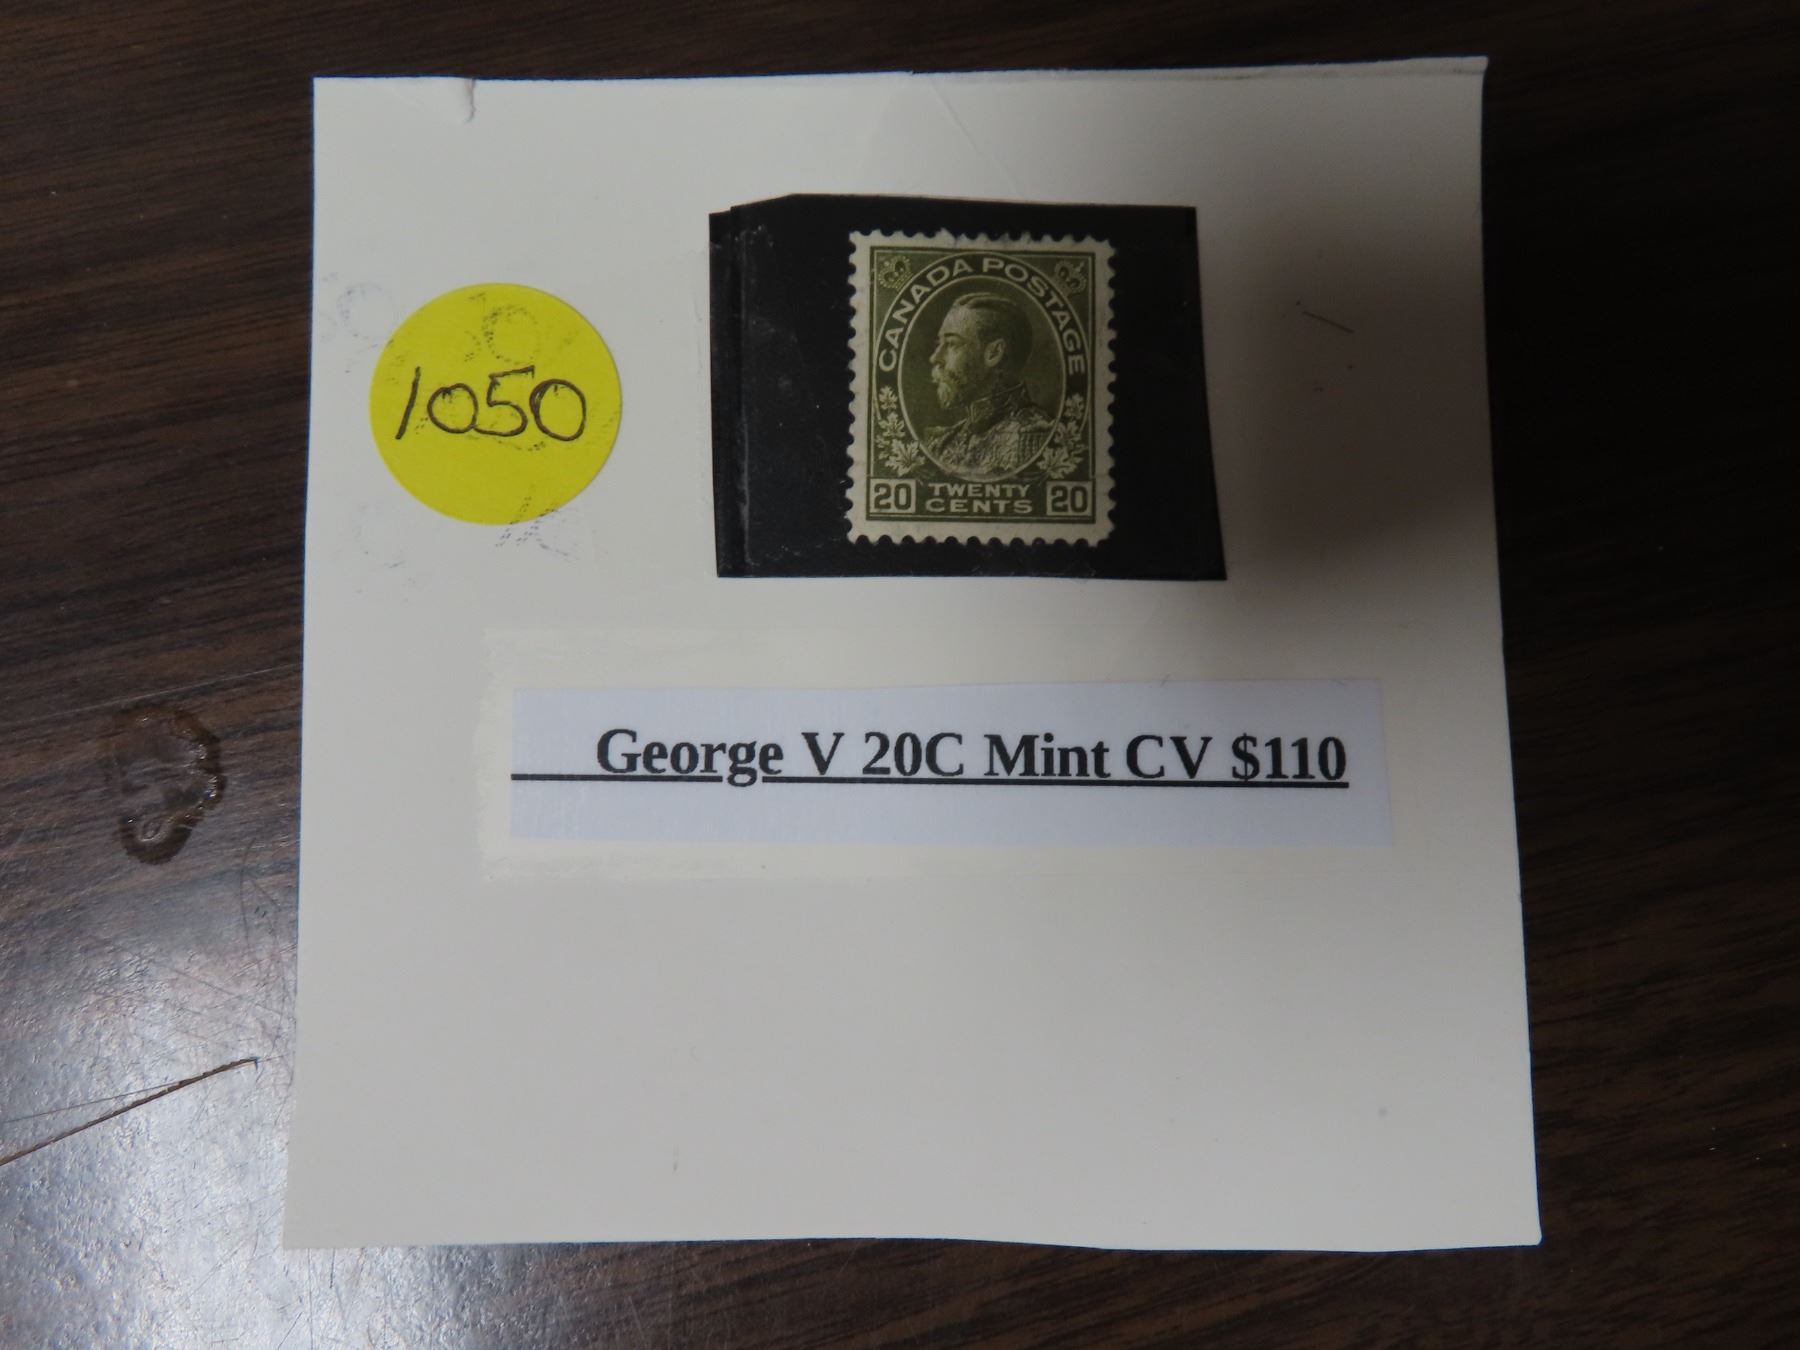 1050
CANADA POSTAGE
20 TWENTY 20
CENTS
George V 20C Mint CV $110